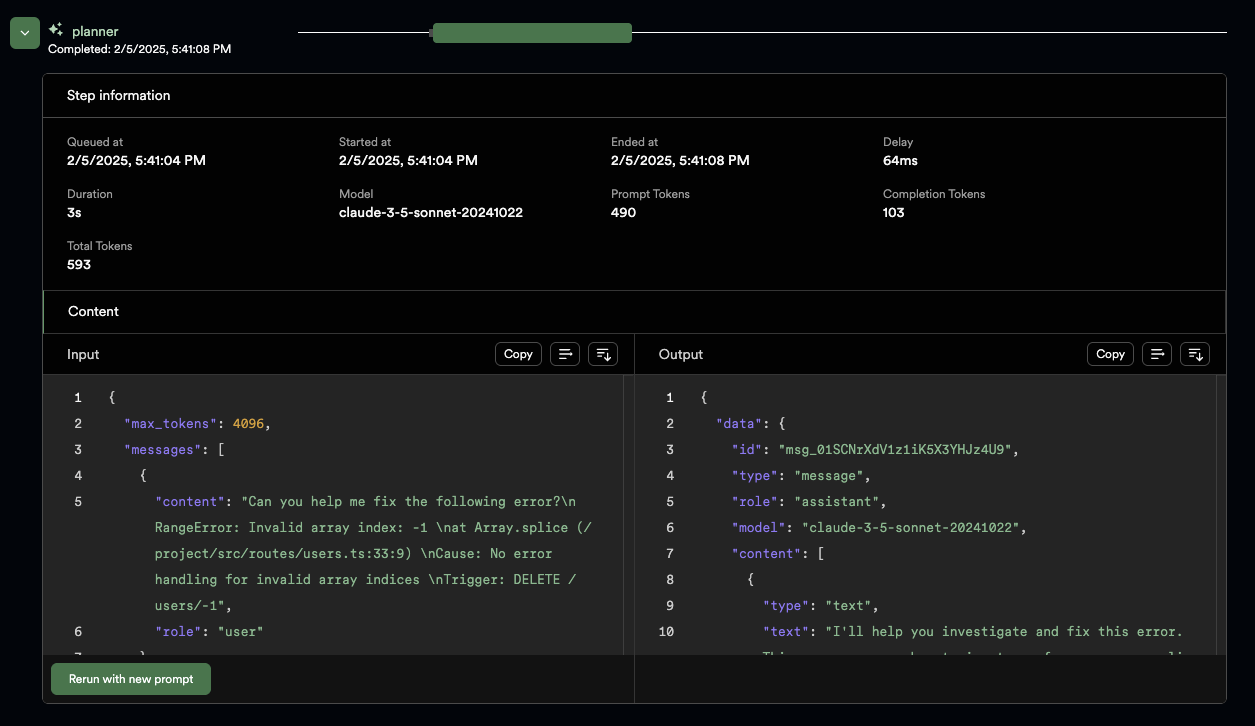 planner
Completed: 2/5/2025, 5:41:08 PM
Step information
Queued at
2/5/2025, 5:41:04 PM
Started at
2/5/2025, 5:41:04 PM
Ended at
2/5/2025, 5:41:08 PM
Delay
64ms
Duration
3s
Model
claude-3-5-sonnet-20241022
Prompt Tokens
490
Completion Tokens
103
Total Tokens
593
Content
Input
Copy
1 {
2 "max_tokens": 4096,
3 "messages": [
4 {
5 "content": "Can you help me fix the following error?\n
RangeError: Invalid array index: -1 \nat Array.splice (/
project/src/routes/users.ts:33:9) \nCause: No error
handling for invalid array indices \nTrigger: DELETE /
users/-1",
6 "role": "user"
Rerun with new prompt
Output
Copy
1 {
2 "data": {
3 "id": "msg_01SCNrXdV1z1iK5X3YHJz4U9",
4 "type": "message",
5 "role": "assistant",
6 "model": "claude-3-5-sonnet-20241022",
7 "content": [
8 {
9 "type": "text",
10 "text": "I'll help you investigate and fix this error.